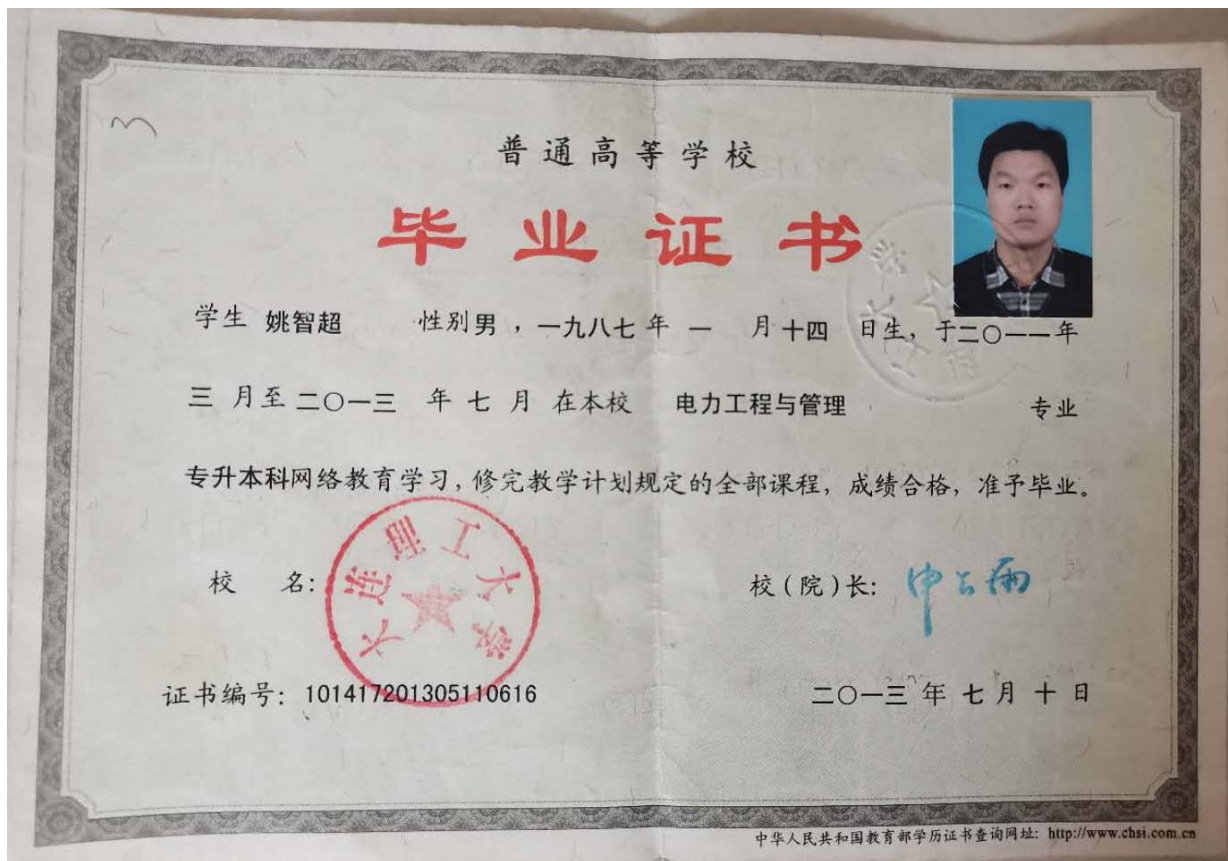 普通高等学校
毕业证书
学生 姚智超 性别男，一九八七年 一 月十四 日生，于二〇一一年
三 月至二〇一三 年 七 月 在本校 电力工程与管理 专业
专升本科网络教育学习，修完教学计划规定的全部课程，成绩合格，准予毕业。
校 名：
大连理工大学
校（院）长：
证书编号：101417201305110616
二〇一三 年 七 月 十 日
中华人民共和国教育部学历证书查询网址：http://www.chsi.com.cn